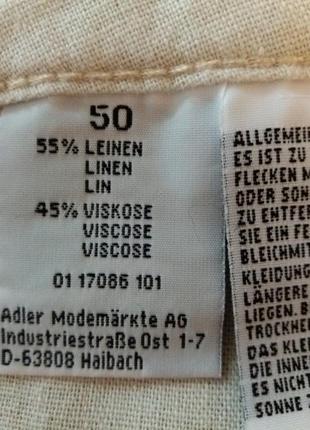 50
55% LEINEN
LINEN
LIN
45% VISKOSE
VISCOSE
VISCOSE
01 17086 101
Adler Modemärkte AG
Industriestraße Ost 1-7
D-63808 Haibach
ALLGEMEI
ES IST ZU
FLECKEN M
ODER SON
ZU ENTFER
SIE EIN FE
BLEICHMIT
KLEIDUNG
LÄNGERE
LIEGEN. B
TROCKNE
DAS KLE
DIE INNE
ES NICHT
SONNE Z